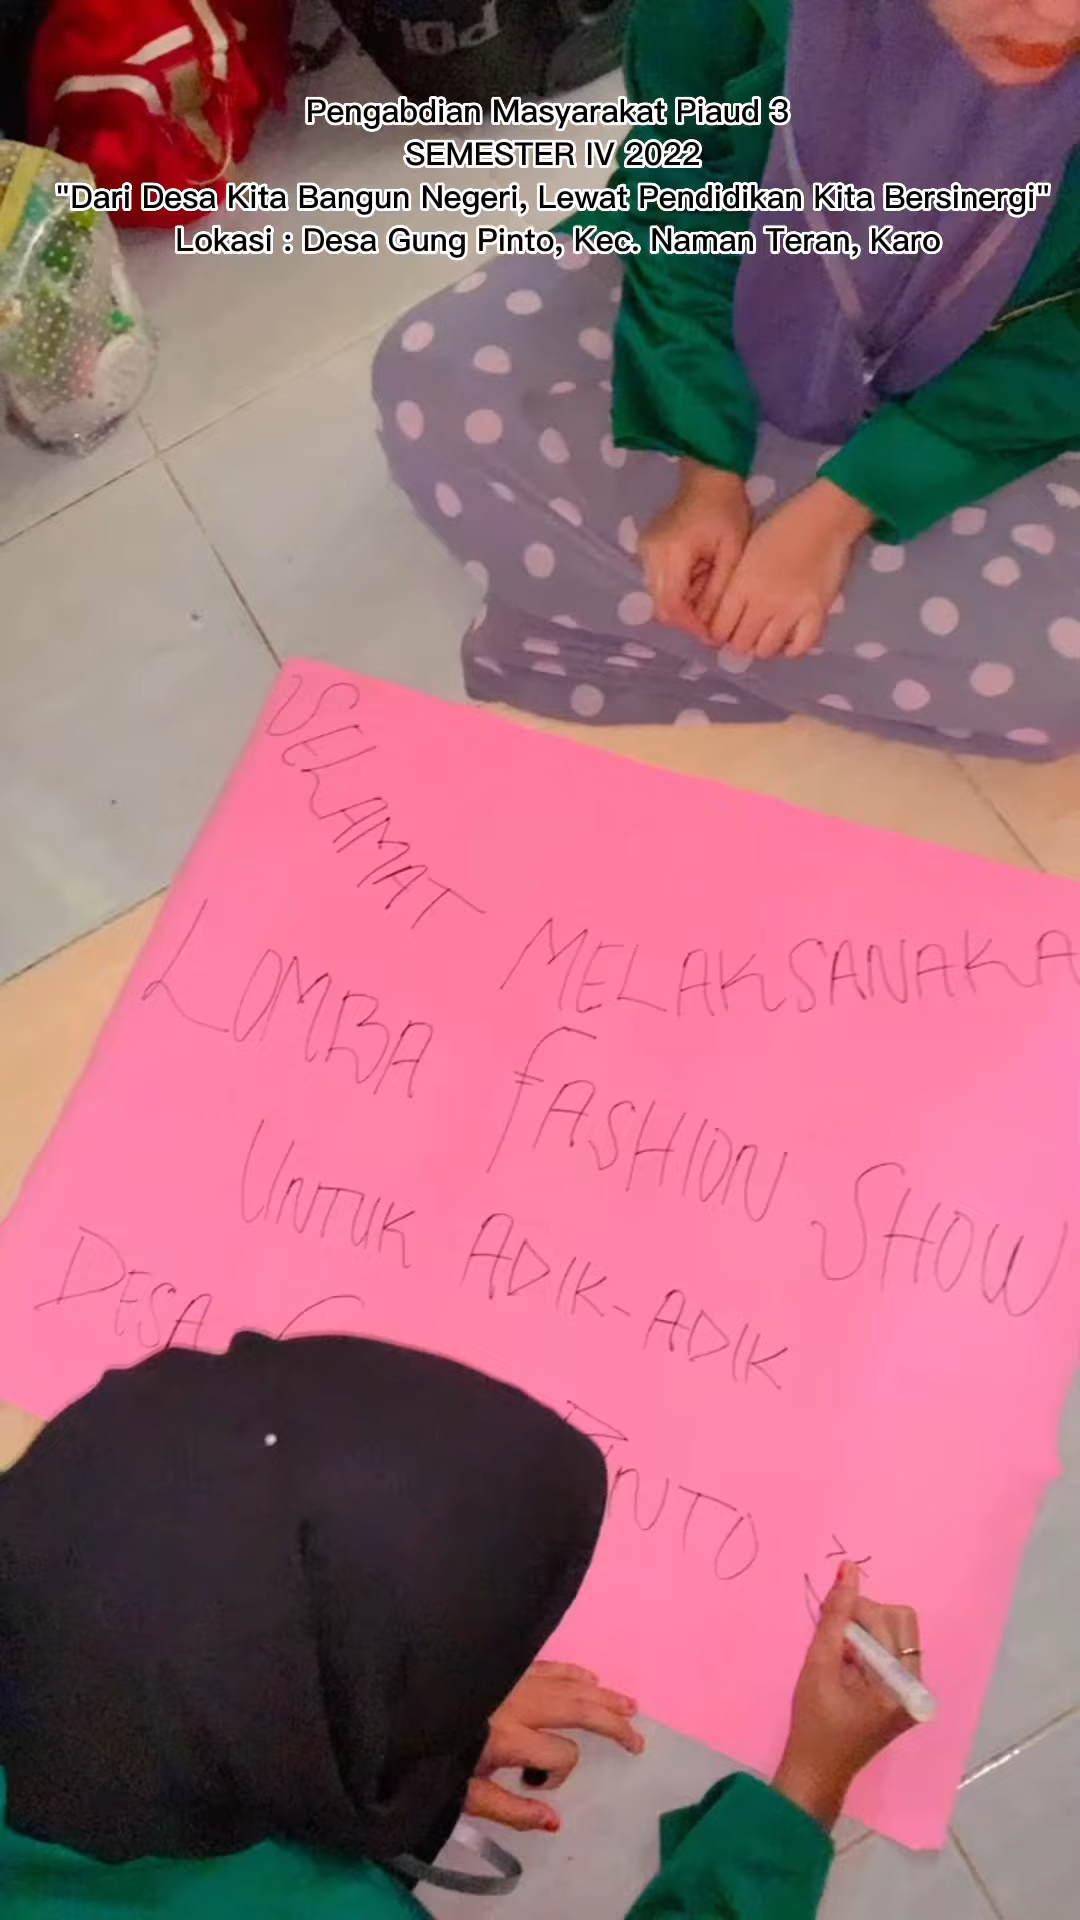 Pengabdian Masyarakat Piaud 3
SEMESTER IV 2022
"Dari Desa Kita Bangun Negeri, Lewat Pendidikan Kita Bersinergi"
Lokasi : Desa Gung Pinto, Kec. Naman Teran, Karo
SELAMAT MELAKSANAKA
LOMBA FASHION SHOW
UNTUK ADIK-ADIK
DESA G
PINTO